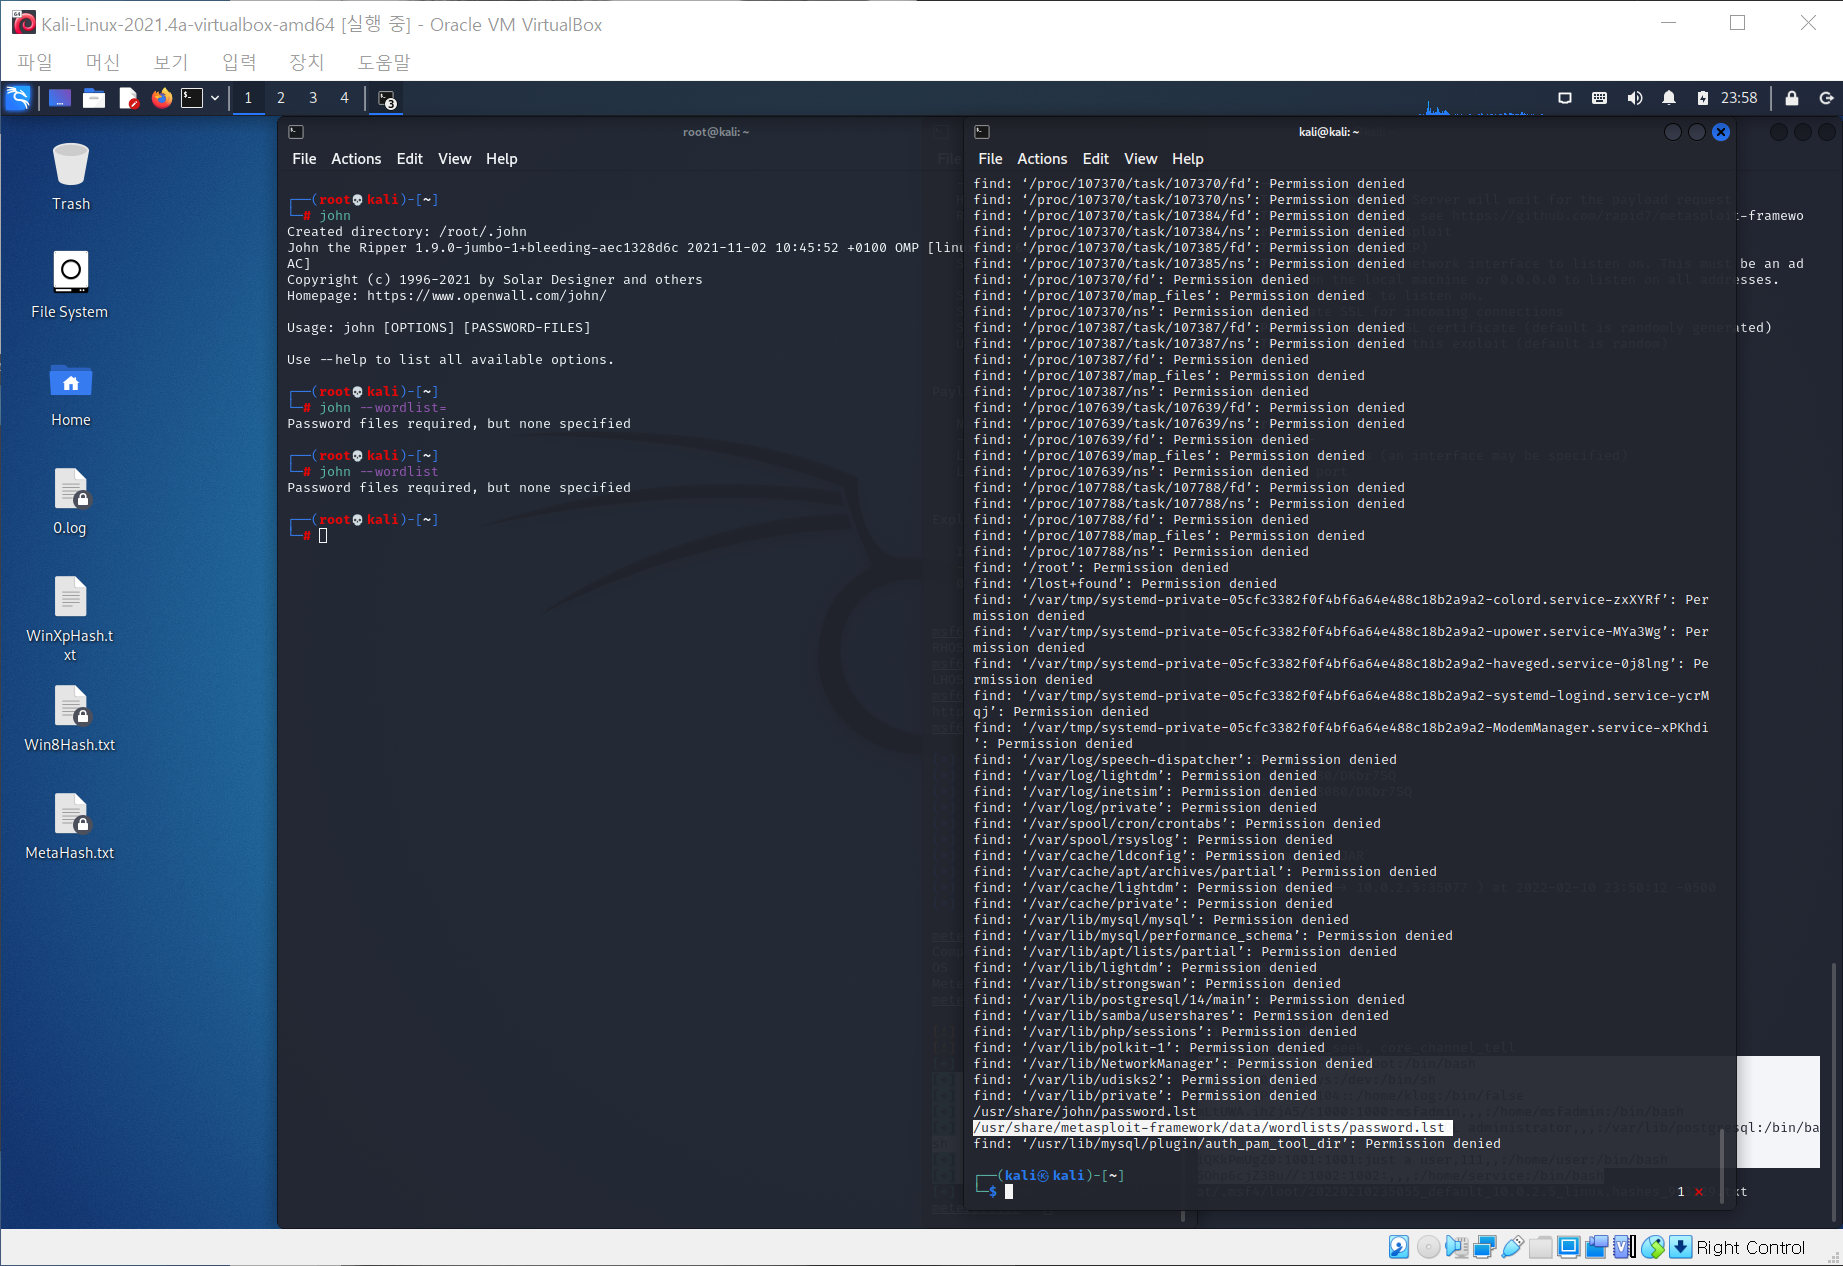 Kali-Linux-2021.4a-virtualbox-amd64 [실행 중] - Oracle VM VirtualBox
파일 머신 보기 입력 장치 도움말
1 2 3 4 3 23:58
Trash
File System
Home
0.log
WinXpHash.t
xt
Win8Hash.txt
MetaHash.txt
root@kali: ~
File Actions Edit View Help
┌──(root💀kali)-[~]
└─# john
Created directory: /root/.john
John the Ripper 1.9.0-jumbo-1+bleeding-aec1328d6c 2021-11-02 10:45:52 +0100 OMP [linu
AC]
Copyright (c) 1996-2021 by Solar Designer and others
Homepage: https://www.openwall.com/john/
Usage: john [OPTIONS] [PASSWORD-FILES]
Use --help to list all available options.
┌──(root💀kali)-[~]
└─# john --wordlist=
Password files required, but none specified
┌──(root💀kali)-[~]
└─# john --wordlist
Password files required, but none specified
┌──(root💀kali)-[~]
└─#
kali@kali: ~
File Actions Edit View Help
find: ‘/proc/107370/task/107370/fd’: Permission denied
find: ‘/proc/107370/task/107370/ns’: Permission denied
find: ‘/proc/107370/task/107384/fd’: Permission denied
find: ‘/proc/107370/task/107384/ns’: Permission denied
find: ‘/proc/107370/task/107385/fd’: Permission denied
find: ‘/proc/107370/task/107385/ns’: Permission denied
find: ‘/proc/107370/fd’: Permission denied
find: ‘/proc/107370/map_files’: Permission denied
find: ‘/proc/107370/ns’: Permission denied
find: ‘/proc/107387/task/107387/fd’: Permission denied
find: ‘/proc/107387/task/107387/ns’: Permission denied
find: ‘/proc/107387/fd’: Permission denied
find: ‘/proc/107387/map_files’: Permission denied
find: ‘/proc/107387/ns’: Permission denied
find: ‘/proc/107639/task/107639/fd’: Permission denied
find: ‘/proc/107639/task/107639/ns’: Permission denied
find: ‘/proc/107639/fd’: Permission denied
find: ‘/proc/107639/map_files’: Permission denied
find: ‘/proc/107639/ns’: Permission denied
find: ‘/proc/107788/task/107788/fd’: Permission denied
find: ‘/proc/107788/task/107788/ns’: Permission denied
find: ‘/proc/107788/fd’: Permission denied
find: ‘/proc/107788/map_files’: Permission denied
find: ‘/proc/107788/ns’: Permission denied
find: ‘/root’: Permission denied
find: ‘/lost+found’: Permission denied
find: ‘/var/tmp/systemd-private-05cfc3382f0f4bf6a64e488c18b2a9a2-colord.service-zxXYRf’: Per
mission denied
find: ‘/var/tmp/systemd-private-05cfc3382f0f4bf6a64e488c18b2a9a2-upower.service-MYa3Wg’: Per
mission denied
find: ‘/var/tmp/systemd-private-05cfc3382f0f4bf6a64e488c18b2a9a2-haveged.service-0j8lng’: Pe
rmission denied
find: ‘/var/tmp/systemd-private-05cfc3382f0f4bf6a64e488c18b2a9a2-systemd-logind.service-ycrM
qj’: Permission denied
find: ‘/var/tmp/systemd-private-05cfc3382f0f4bf6a64e488c18b2a9a2-ModemManager.service-xPKhdi
’: Permission denied
find: ‘/var/log/speech-dispatcher’: Permission denied
find: ‘/var/log/lightdm’: Permission denied
find: ‘/var/log/inetsim’: Permission denied
find: ‘/var/log/private’: Permission denied
find: ‘/var/spool/cron/crontabs’: Permission denied
find: ‘/var/spool/rsyslog’: Permission denied
find: ‘/var/cache/ldconfig’: Permission denied
find: ‘/var/cache/apt/archives/partial’: Permission denied
find: ‘/var/cache/lightdm’: Permission denied
find: ‘/var/cache/private’: Permission denied
find: ‘/var/lib/mysql/mysql’: Permission denied
find: ‘/var/lib/mysql/performance_schema’: Permission denied
find: ‘/var/lib/apt/lists/partial’: Permission denied
find: ‘/var/lib/lightdm’: Permission denied
find: ‘/var/lib/strongswan’: Permission denied
find: ‘/var/lib/postgresql/14/main’: Permission denied
find: ‘/var/lib/samba/usershares’: Permission denied
find: ‘/var/lib/php/sessions’: Permission denied
find: ‘/var/lib/polkit-1’: Permission denied
find: ‘/var/lib/NetworkManager’: Permission denied
find: ‘/var/lib/udisks2’: Permission denied
find: ‘/var/lib/private’: Permission denied
/usr/share/john/password.lst
/usr/share/metasploit-framework/data/wordlists/password.lst
find: ‘/usr/lib/mysql/plugin/auth_pam_tool_dir’: Permission denied
┌──(kali㉿kali)-[~]
└─$
1 ⨯
t-framewo
be an ad
resses.
ated)
sql:/bin/ba
xt
Right Control